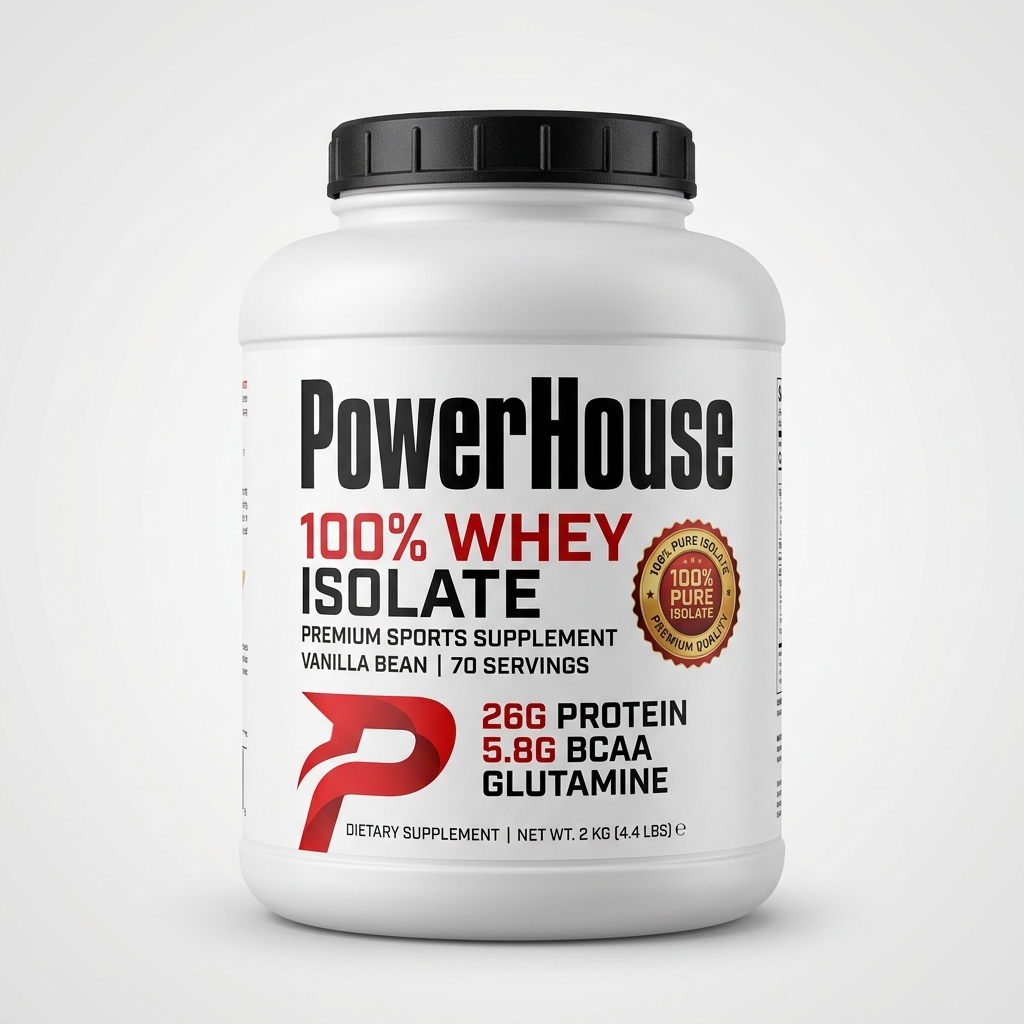 PowerHouse
100% WHEY
ISOLATE
PREMIUM SPORTS SUPPLEMENT
VANILLA BEAN | 70 SERVINGS
100% PURE ISOLATE
100%
PURE
ISOLATE
PREMIUM QUALITY
26G PROTEIN
5.8G BCAA
GLUTAMINE
DIETARY SUPPLEMENT | NET WT. 2 KG (4.4 LBS) ℮